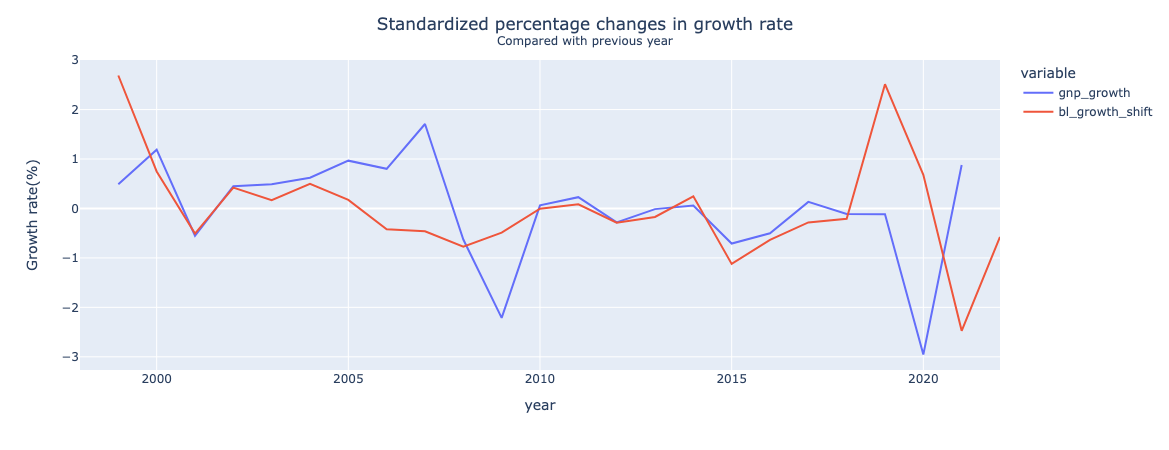 Standardized percentage changes in growth rate
Compared with previous year
variable
gnp_growth
bl_growth_shift
Growth rate(%)
3
2
1
0
−1
−2
−3
2000
2005
2010
2015
2020
year